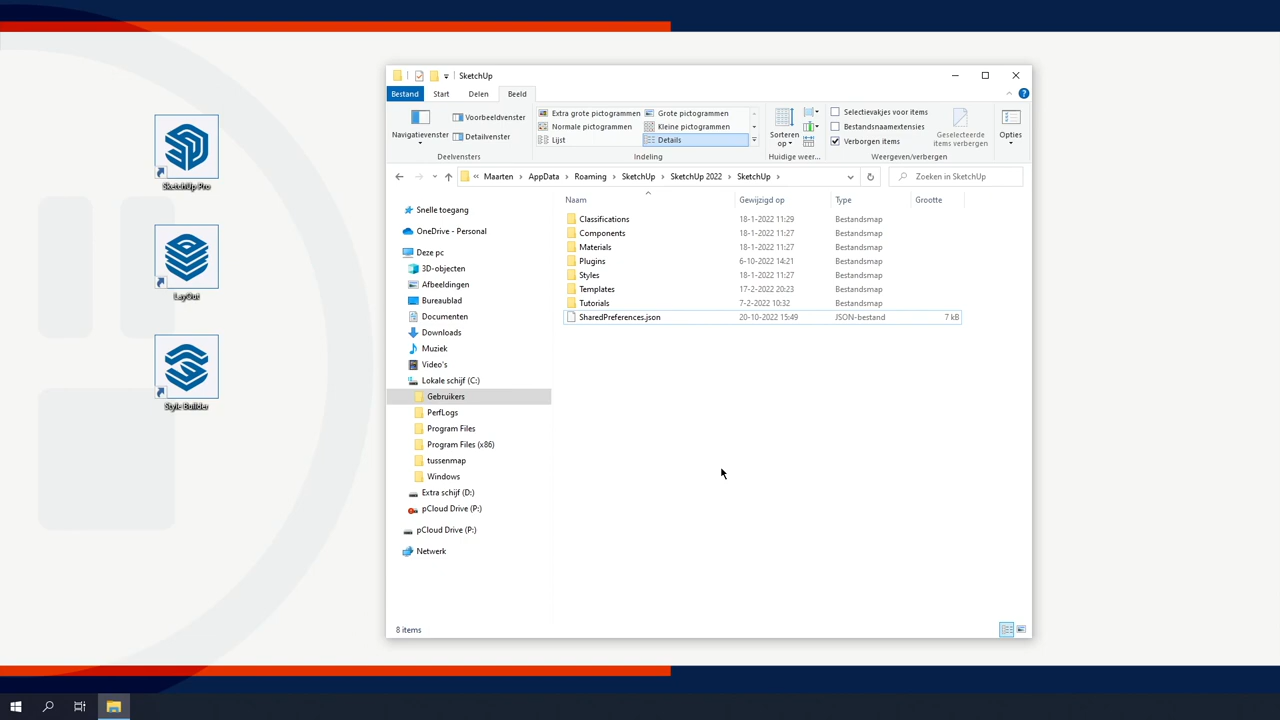 SketchUp
Bestand Start Delen Beeld
Navigatievenster
Voorbeeldvenster
Detailvenster
Deelvensters
Extra grote pictogrammen Grote pictogrammen
Normale pictogrammen Kleine pictogrammen
Lijst Details
Indeling
Sorteren op
Huidige weer...
Selectievakjes voor items
Bestandsnaamextensies
Verborgen items
Geselecteerde items verbergen
Weergeven/verbergen
Opties
« Maarten > AppData > Roaming > SketchUp > SketchUp 2022 > SketchUp >
Zoeken in SketchUp
Naam Gewijzigd op Type Grootte
Classifications 18-1-2022 11:29 Bestandsmap
Components 18-1-2022 11:27 Bestandsmap
Materials 18-1-2022 11:27 Bestandsmap
Plugins 6-10-2022 14:21 Bestandsmap
Styles 18-1-2022 11:27 Bestandsmap
Templates 17-2-2022 20:23 Bestandsmap
Tutorials 7-2-2022 10:32 Bestandsmap
SharedPreferences.json 20-10-2022 15:49 JSON-bestand 7 kB
Snelle toegang
OneDrive - Personal
Deze pc
3D-objecten
Afbeeldingen
Bureaublad
Documenten
Downloads
Muziek
Video's
Lokale schijf (C:)
Gebruikers
PerfLogs
Program Files
Program Files (x86)
tussenmap
Windows
Extra schijf (D:)
pCloud Drive (P:)
pCloud Drive (P:)
Netwerk
8 items
SketchUp Pro
LayOut
Style Builder